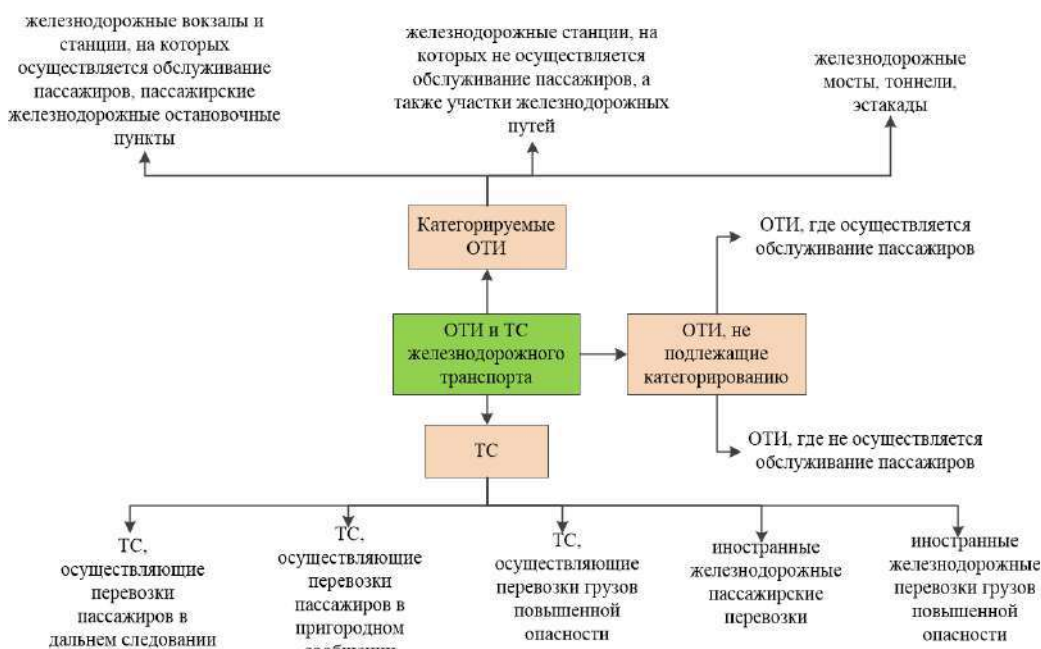 железнодорожные вокзалы и
станции, на которых
осуществляется обслуживание
пассажиров, пассажирские
железнодорожные остановочные
пункты
железнодорожные станции, на
которых не осуществляется
обслуживание пассажиров, а
также участки железнодорожных
путей
железнодорожные
мосты, тоннели,
эстакады
Категорируемые
ОТИ
ОТИ, где осуществляется
обслуживание пассажиров
ОТИ и ТС
железнодорожного
транспорта
ОТИ, не
подлежащие
категорированию
ОТИ, где не осуществляется
обслуживание пассажиров
ТС
ТС,
осуществляющие
перевозки
пассажиров в
дальнем следовании
ТС,
осуществляющие
перевозки
пассажиров в
пригородном
ТС,
осуществляющие
перевозки грузов
повышенной
опасности
иностранные
железнодорожные
пассажирские
перевозки
иностранные
железнодорожные
перевозки грузов
повышенной
опасности